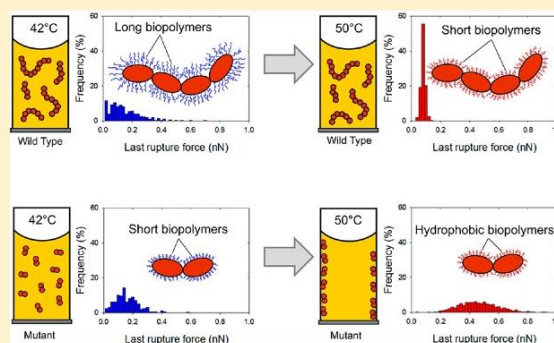 42°C
Wild Type
Frequency (%)
60
40
20
0
Long biopolymers
0.0 0.2 0.4 0.6 0.8 1.0
Last rupture force (nN)
50°C
Wild Type
Frequency (%)
60
40
20
0
Short biopolymers
0.0 0.2 0.4 0.6 0.8 1.0
Last rupture force (nN)
42°C
Mutant
Frequency (%)
60
40
20
0
Short biopolymers
0.0 0.2 0.4 0.6 0.8 1.0
Last rupture force (nN)
50°C
Mutant
Frequency (%)
60
40
20
0
Hydrophobic biopolymers
0.0 0.2 0.4 0.6 0.8 1.0
Last rupture force (nN)